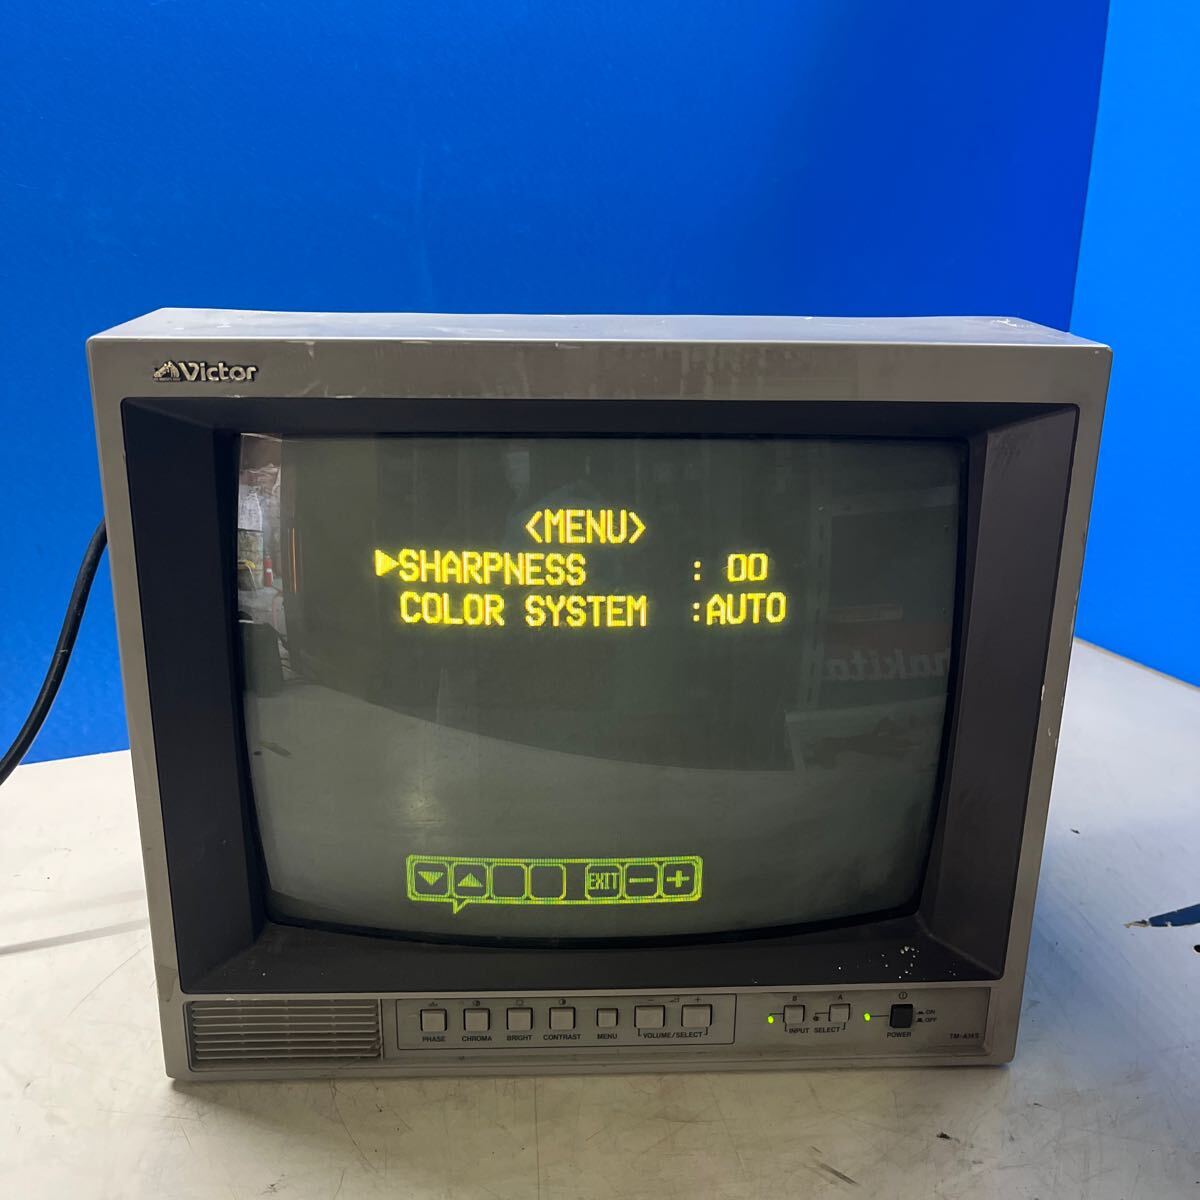 Victor
<MENU>
▶SHARPNESS : 00
COLOR SYSTEM :AUTO
makita
▼ ▲ EXIT − +
− +
B A
PHASE CHROMA BRIGHT CONTRAST MENU VOLUME/SELECT
INPUT SELECT
ON
OFF
POWER